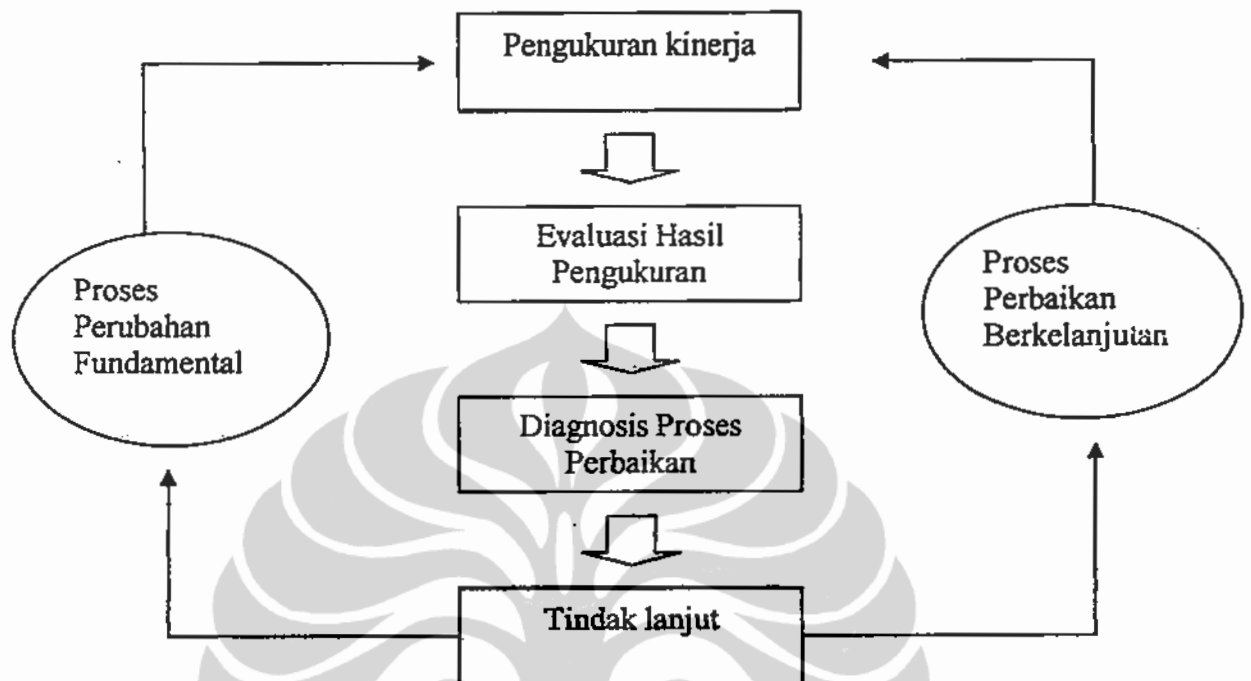 Pengukuran kinerja
Evaluasi Hasil
Pengukuran
Proses
Perubahan
Fundamental
Proses
Perbaikan
Berkelanjutan
Diagnosis Proses
Perbaikan
Tindak lanjut